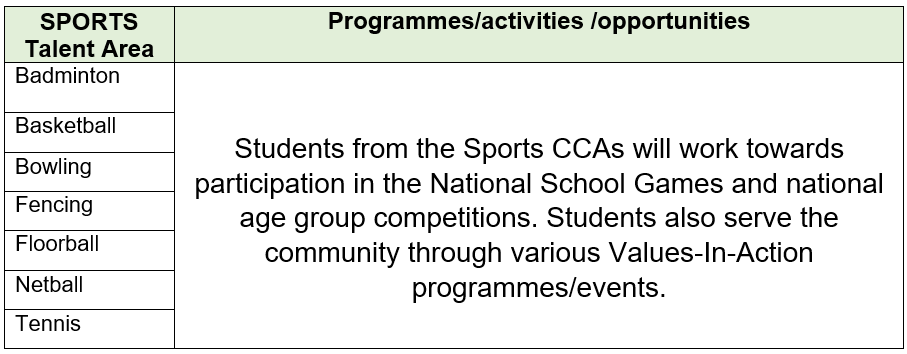 SPORTS
Talent Area
Programmes/activities /opportunities
Badminton
Basketball
Bowling
Fencing
Floorball
Netball
Tennis
Students from the Sports CCAs will work towards
participation in the National School Games and national
age group competitions. Students also serve the
community through various Values-In-Action
programmes/events.